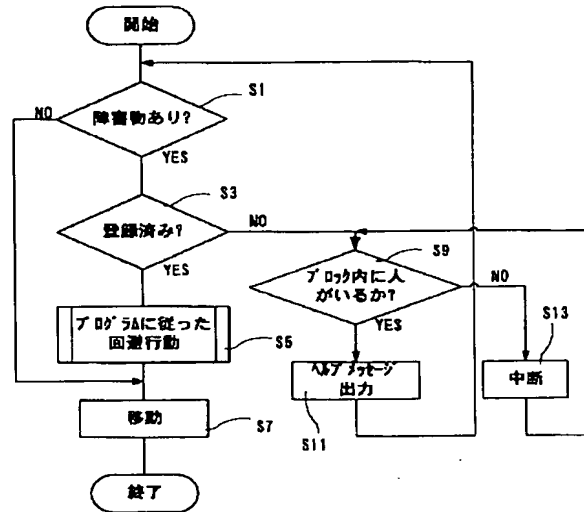 開始
S1
障害物あり?
NO
YES
S3
登録済み?
NO
YES
S9
ブロック内に人
がいるか?
NO
YES
プログラムに従った
回避行動
S5
ヘルプメッセージ
出力
S11
S13
中断
移動
S7
終了